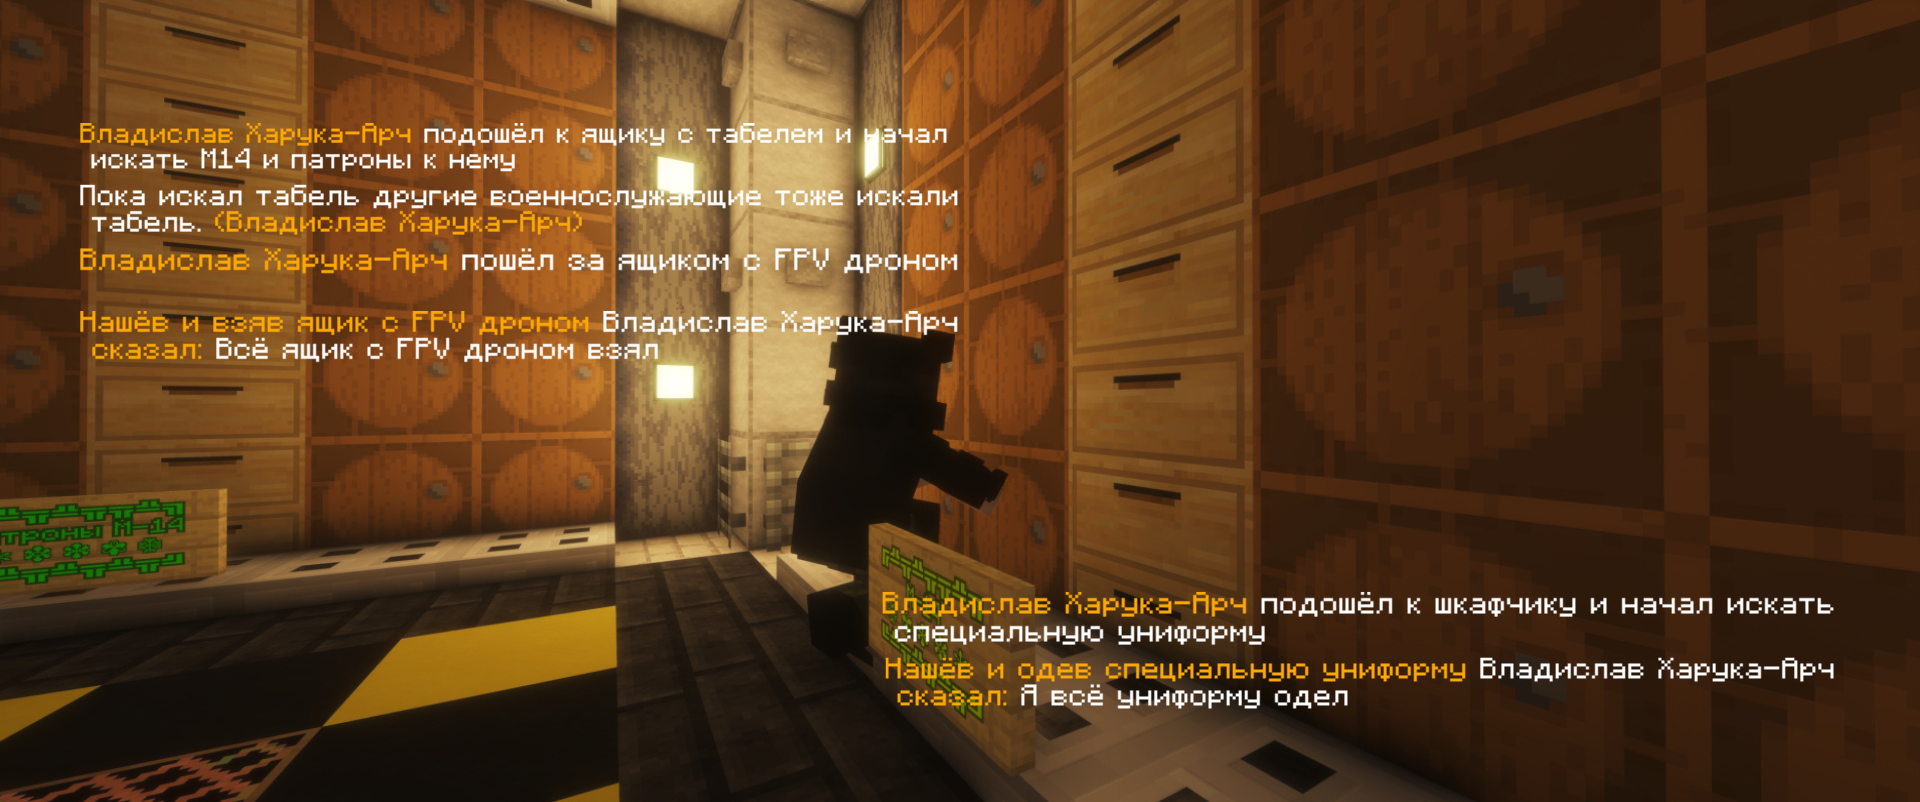 Владислав Харука-Арч подошёл к ящику с табелем и начал
искать М14 и патроны к нему
Пока искал табель другие военнослужающие тоже искали
табель. (Владислав Харука-Арч)
Владислав Харука-Арч пошёл за ящиком с FPV дроном
Нашёв и взяв ящик с FPV дроном Владислав Харука-Арч
сказал: Всё ящик с FPV дроном взял
троны М-14
Владислав Харука-Арч подошёл к шкафчику и начал искать
специальную униформу
Нашёв и одев специальную униформу Владислав Харука-Арч
сказал: Я всё униформу одел